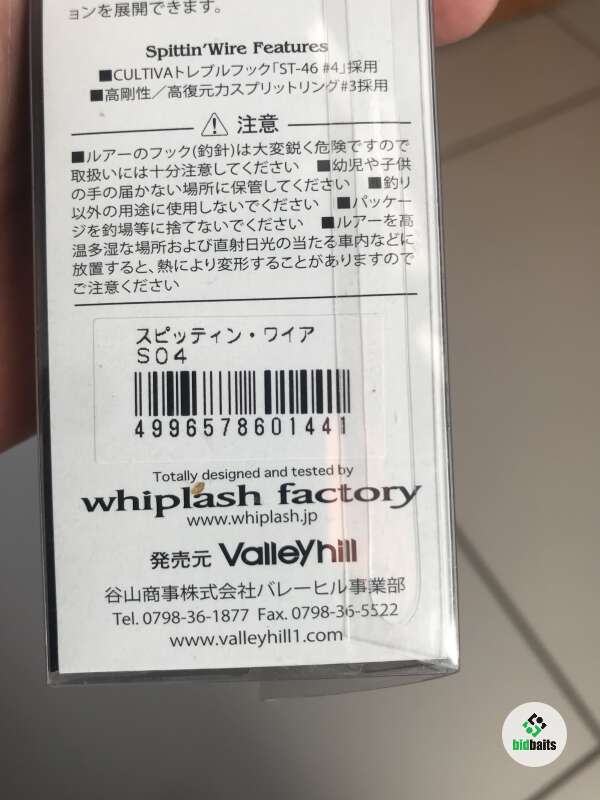 ョンを展開できます。
Spittin'Wire Features
■CULTIVAトレブルフック「ST-46 #4」採用
■高剛性／高復元力スプリットリング#3採用
注意
■ルアーのフック(釣針)は大変鋭く危険ですので
取扱いには十分注意してください ■幼児や子供
の手の届かない場所に保管してください ■釣り
以外の用途に使用しないでください ■パッケー
ジを釣場等に捨てないでください ■ルアーを高
温多湿な場所および直射日光の当たる車内などに
放置すると、熱により変形することがありますので
ご注意ください
スピッティン・ワイア
S04
4996578601441
Totally designed and tested by
whiplash factory
www.whiplash.jp
発売元 Valleyhill
谷山商事株式会社バレーヒル事業部
Tel. 0798-36-1877 Fax. 0798-36-5522
www.valleyhill1.com
bidbaits